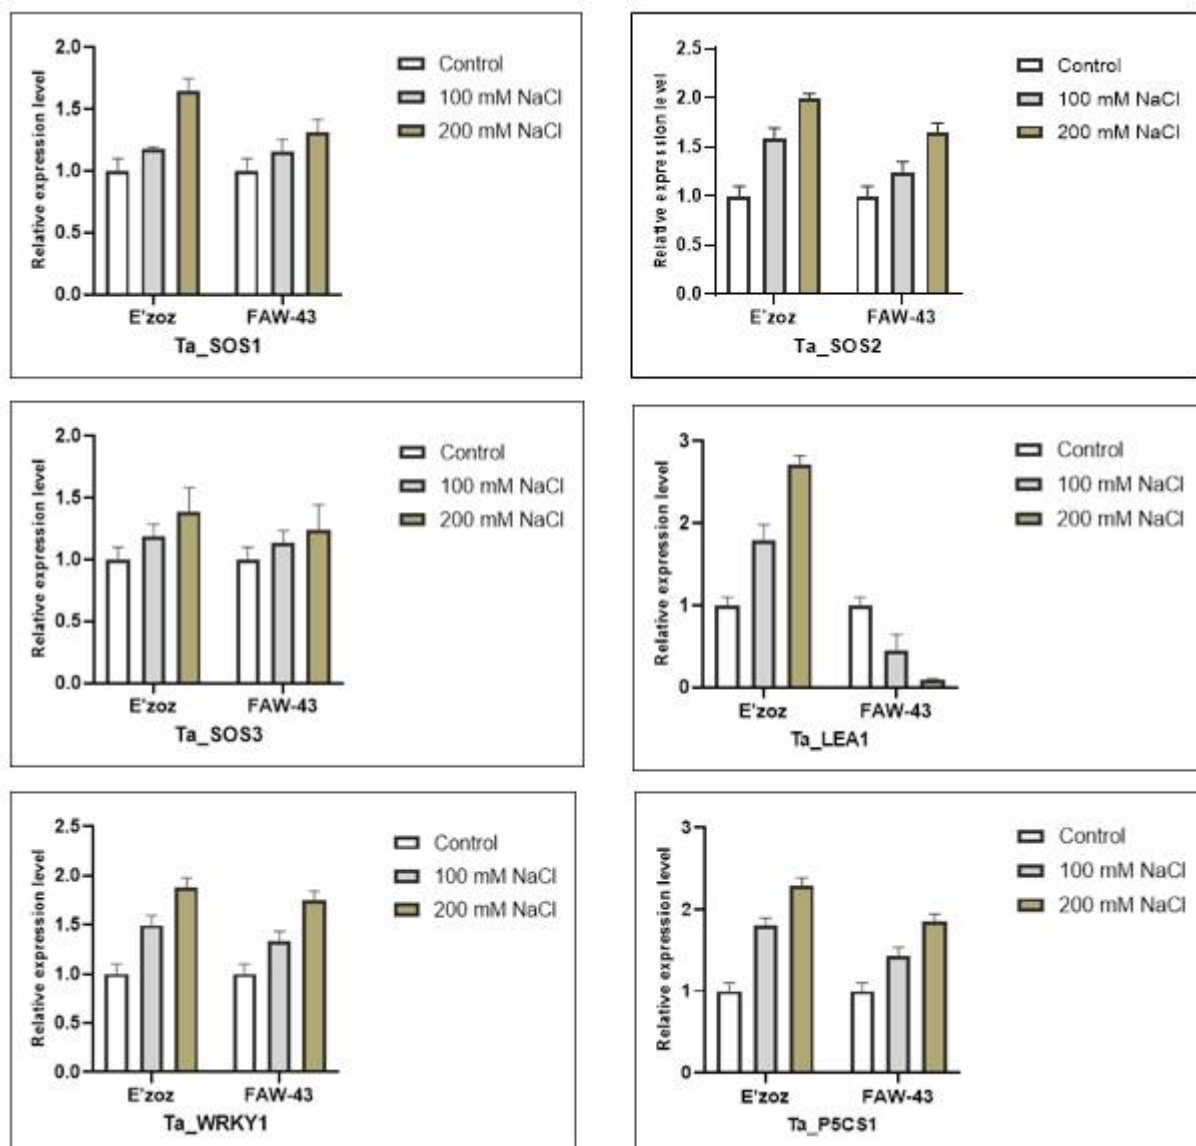 2.0
1.5
1.0
0.5
0.0
Relative expression level
E'zoz FAW-43
Ta_SOS1
Control
100 mM NaCl
200 mM NaCl
2.5
2.0
1.5
1.0
0.5
0.0
Relative expression level
E'zoz FAW-43
Ta_SOS2
Control
100 mM NaCl
200 mM NaCl
2.0
1.5
1.0
0.5
0.0
Relative expression level
E'zoz FAW-43
Ta_SOS3
Control
100 mM NaCl
200 mM NaCl
3
2
1
0
Relative expression level
E'zoz FAW-43
Ta_LEA1
Control
100 mM NaCl
200 mM NaCl
2.5
2.0
1.5
1.0
0.5
0.0
Relative expression level
E'zoz FAW-43
Ta_WRKY1
Control
100 mM NaCl
200 mM NaCl
3
2
1
0
Relative expression level
E'zoz FAW-43
Ta_P5CS1
Control
100 mM NaCl
200 mM NaCl